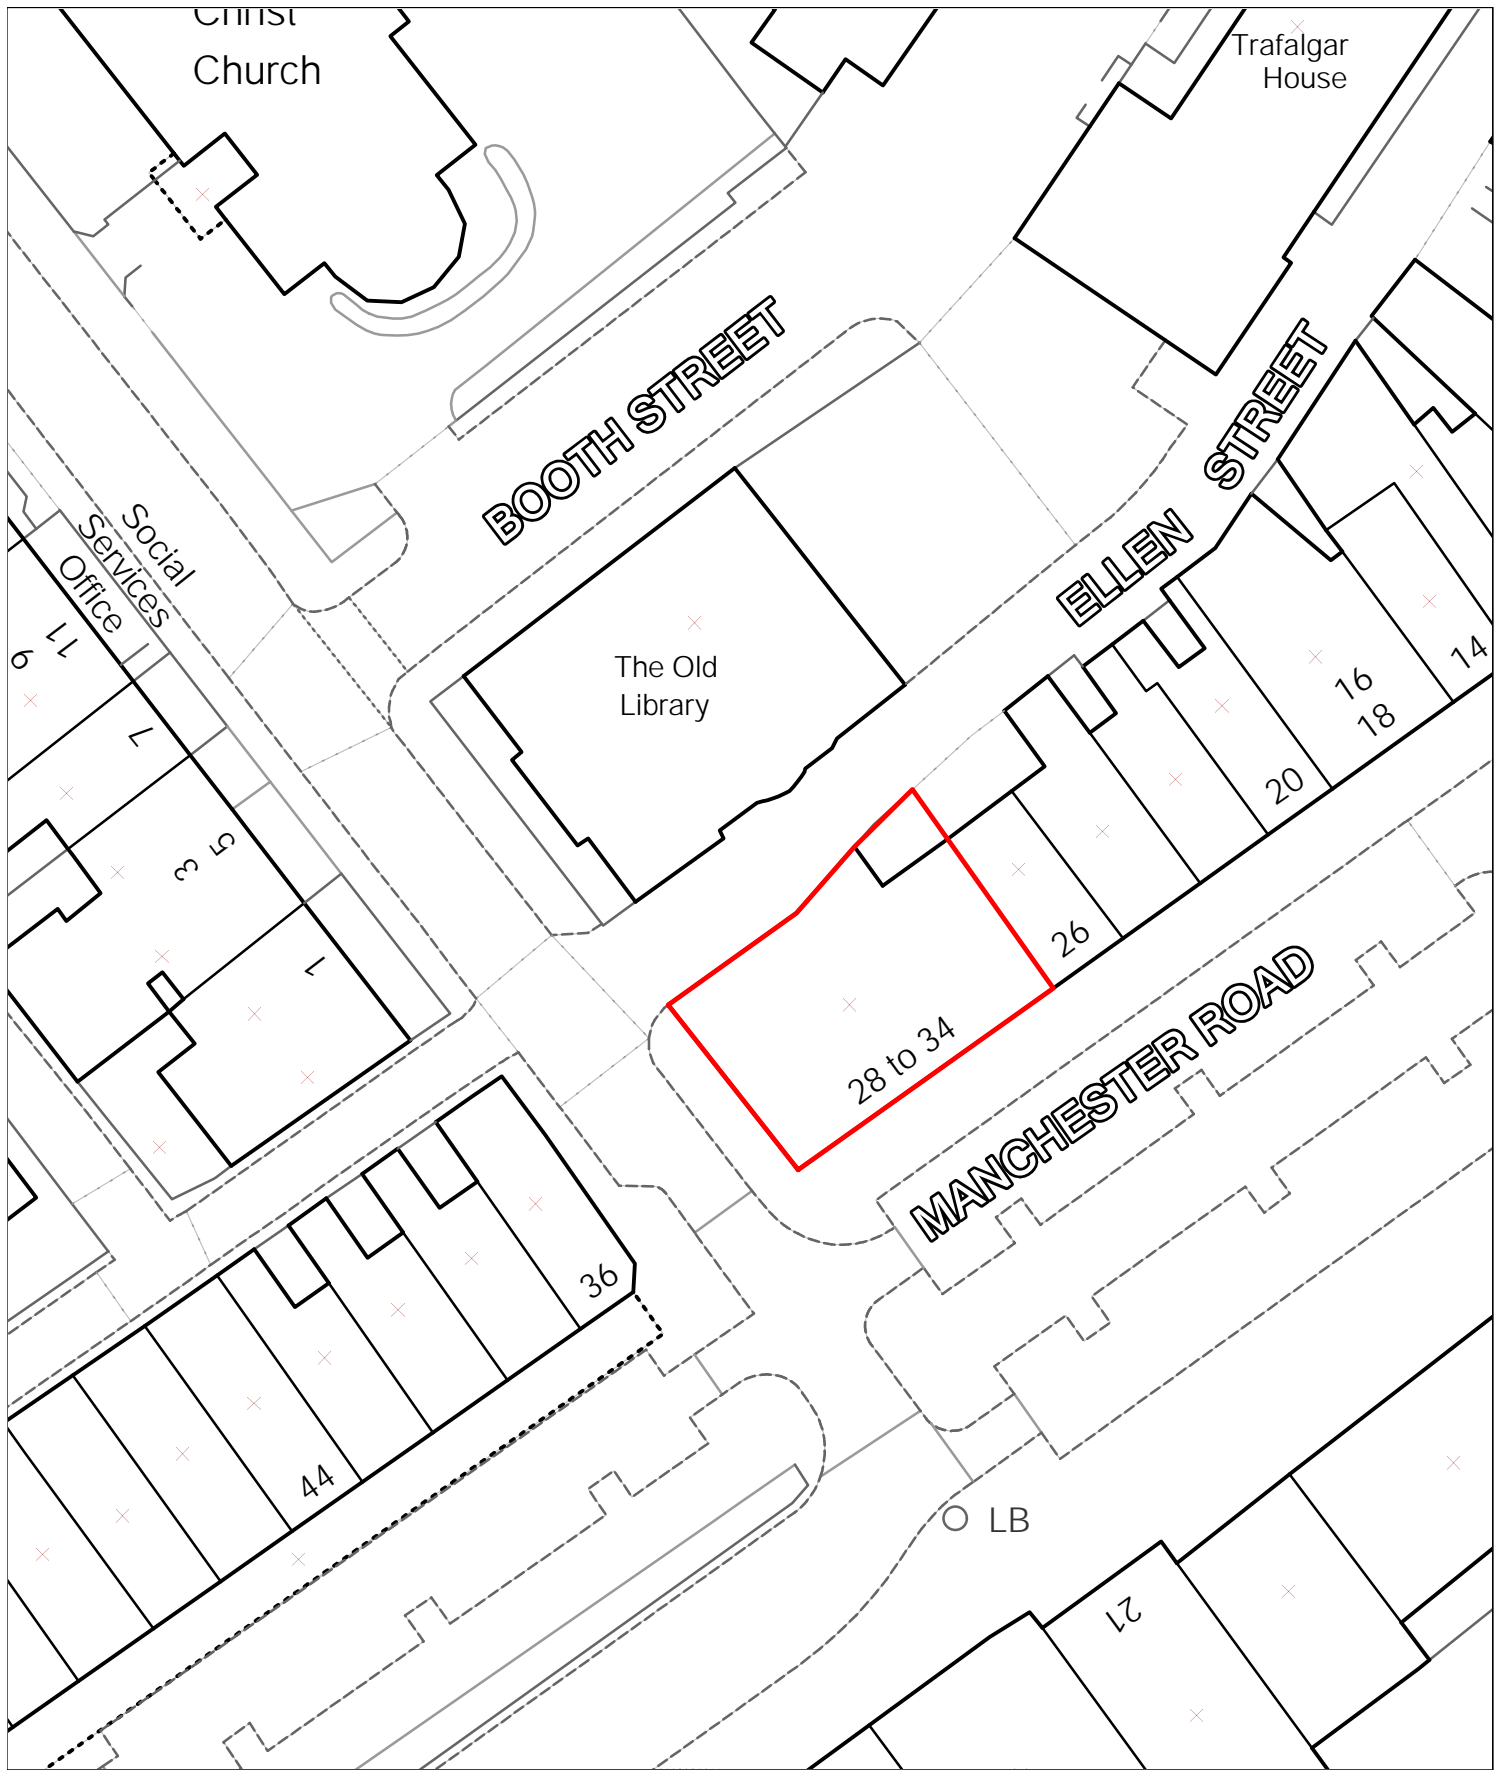 Christ
Church
Trafalgar
House
BOOTH STREET
ELLEN STREET
Social
Services
Office
11
9
7
5
3
1
The Old
Library
14
16
18
20
26
28 to 34
MANCHESTER ROAD
36
44
LB
21